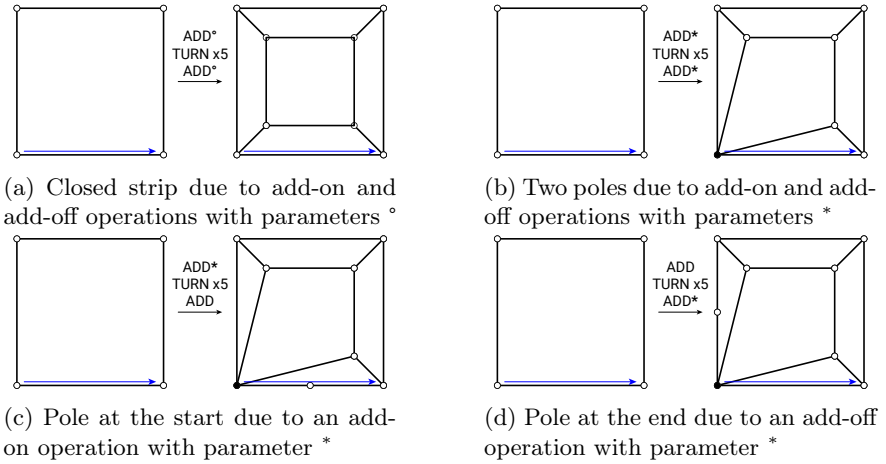 ADD°
TURN x5
ADD°
ADD*
TURN x5
ADD*
(a) Closed strip due to add-on and
add-off operations with parameters °
(b) Two poles due to add-on and add-
off operations with parameters *
ADD*
TURN x5
ADD
ADD
TURN x5
ADD*
(c) Pole at the start due to an add-
on operation with parameter *
(d) Pole at the end due to an add-off
operation with parameter *